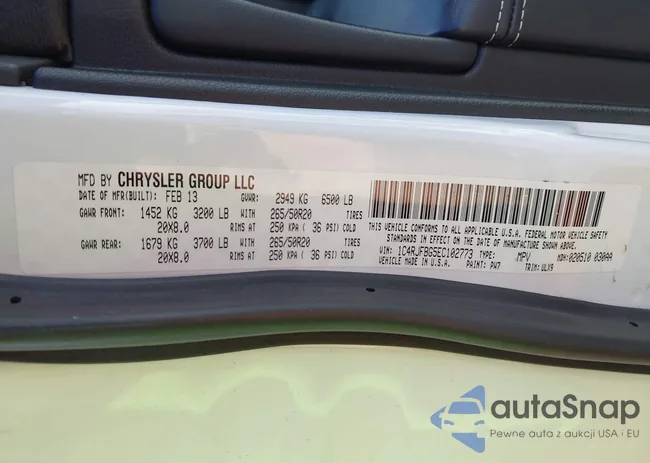 MFD BY CHRYSLER GROUP LLC
DATE OF MFR(BUILT): FEB 13 GVWR: 2949 KG 6500 LB
GAWR FRONT: 1452 KG 3200 LB WITH 265/50R20 TIRES
20X8.0 RIMS AT 250 KPA ( 36 PSI) COLD
GAWR REAR: 1679 KG 3700 LB WITH 265/50R20 TIRES
20X8.0 RIMS AT 250 KPA ( 36 PSI) COLD
THIS VEHICLE CONFORMS TO ALL APPLICABLE U.S.A. FEDERAL MOTOR VEHICLE SAFETY
STANDARDS IN EFFECT ON THE DATE OF MANUFACTURE SHOWN ABOVE.
VIN: 1C4RJFBG5EC102773 TYPE: MPV MDH: 020510 030AA
VEHICLE MADE IN U.S.A. PAINT: PW7 TRIM: ULX9
autaSnap
Pewne auta z aukcji USA i EU